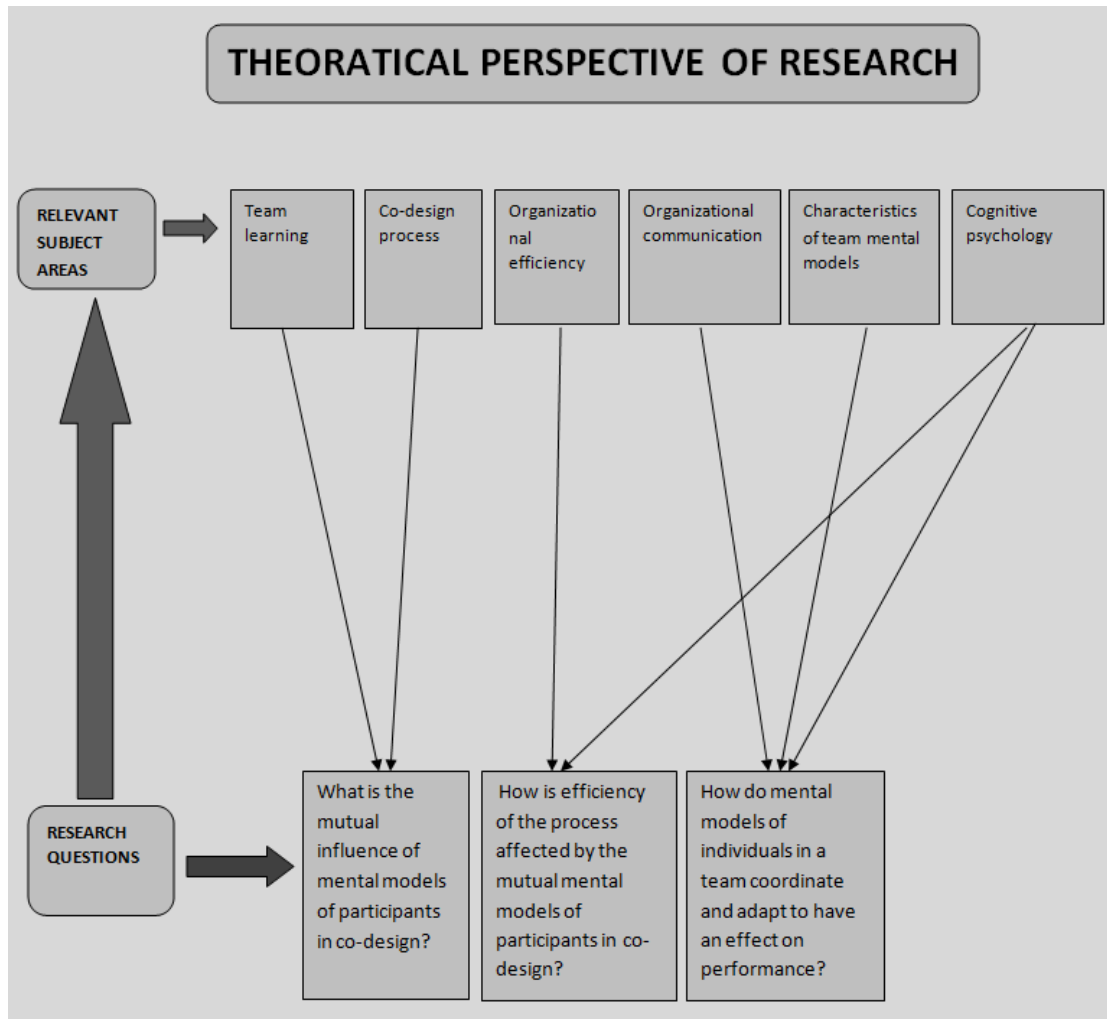 THEORATICAL PERSPECTIVE OF RESEARCH
RELEVANT
SUBJECT
AREAS
Team
learning
Co-design
process
Organizatio
nal
efficiency
Organizational
communication
Characteristics
of team mental
models
Cognitive
psychology
RESEARCH
QUESTIONS
What is the
mutual
influence of
mental models
of participants
in co-design?
How is efficiency
of the process
affected by the
mutual mental
models of
participants in co-
design?
How do mental
models of
individuals in a
team coordinate
and adapt to have
an effect on
performance?